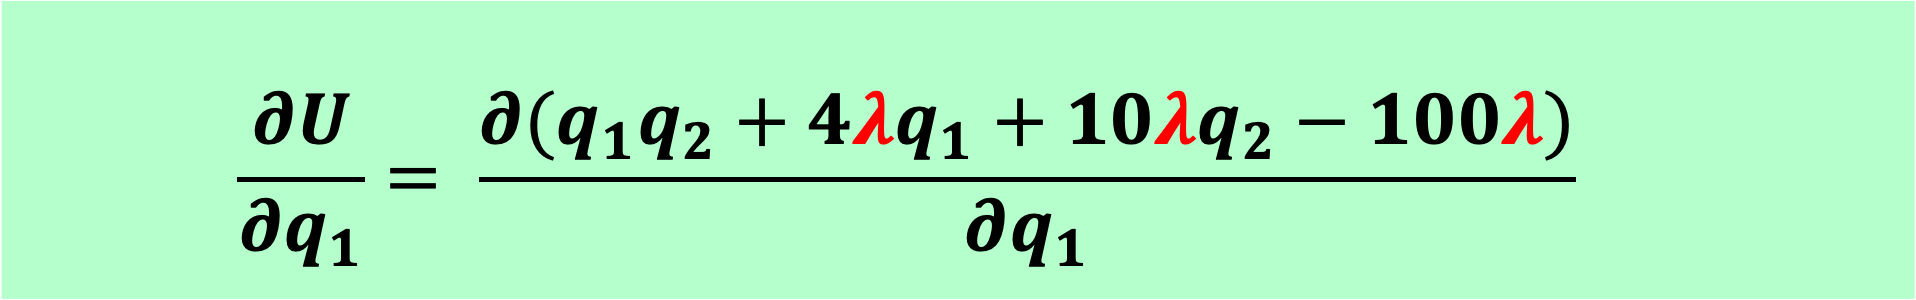 ∂U/∂q₁ = ∂(q₁q₂ + 4λq₁ + 10λq₂ − 100λ)/∂q₁